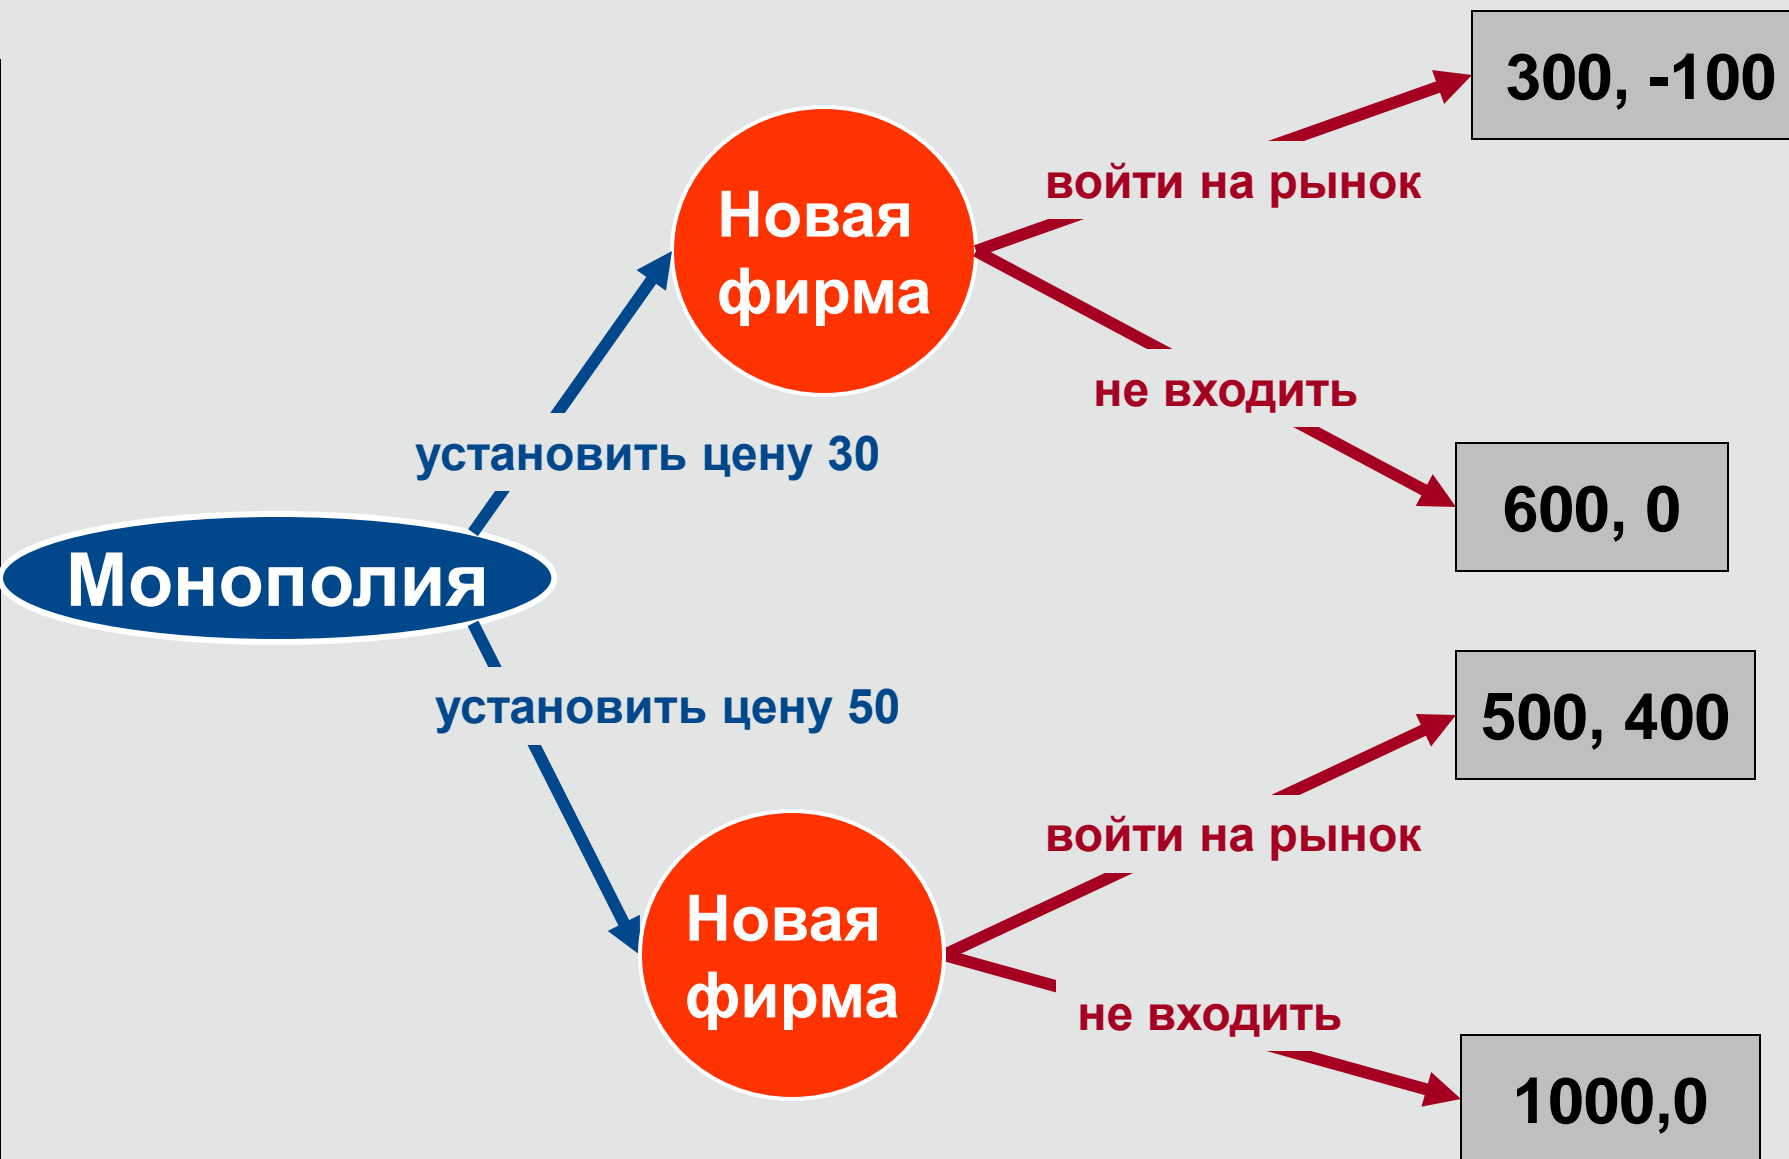 300, -100
войти на рынок
Новая
фирма
не входить
установить цену 30
600, 0
Монополия
установить цену 50
500, 400
войти на рынок
Новая
фирма
не входить
1000,0